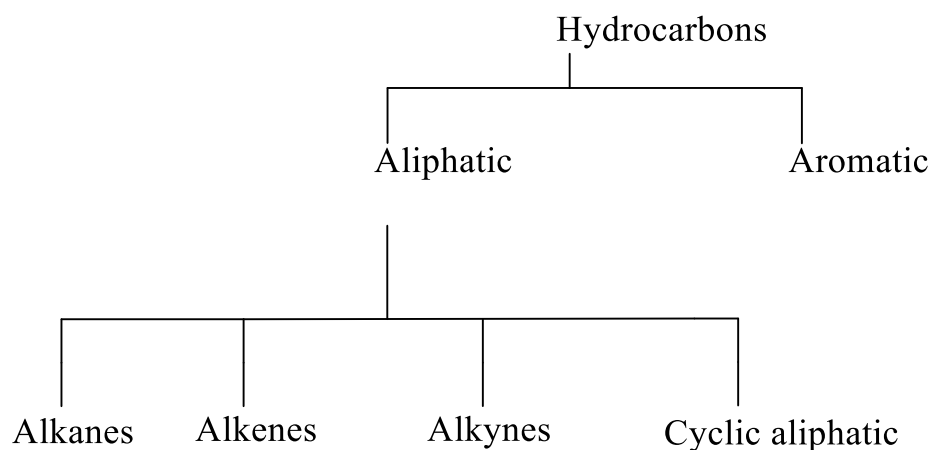 Hydrocarbons
Aliphatic
Aromatic
Alkanes
Alkenes
Alkynes
Cyclic aliphatic